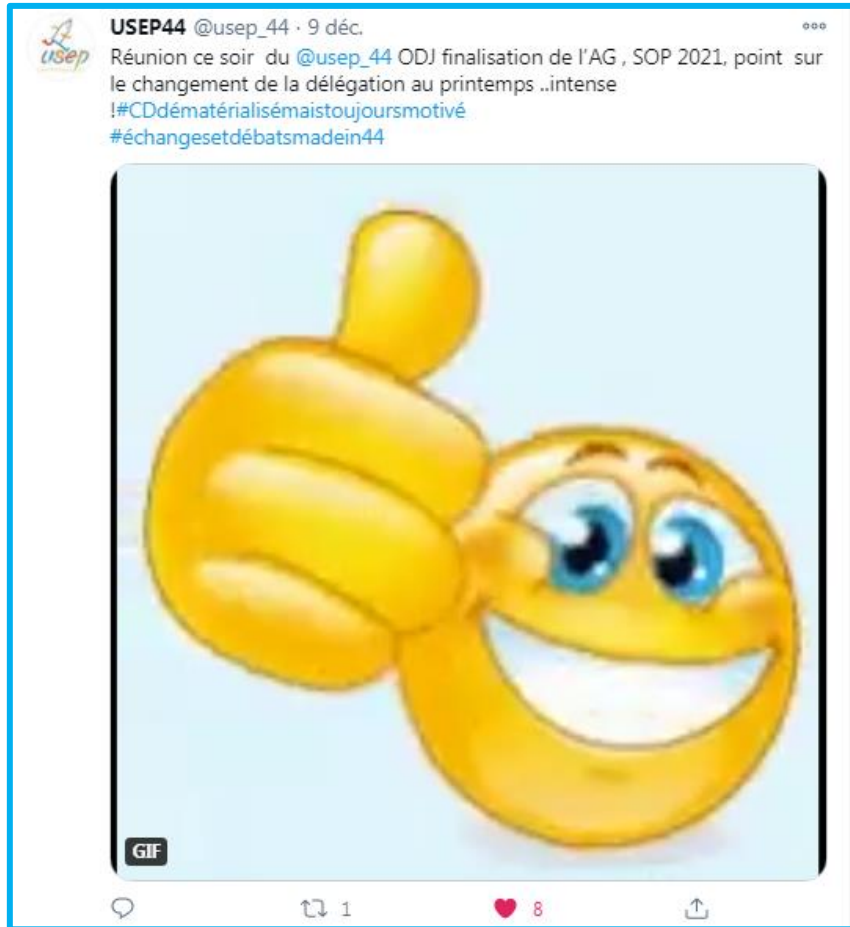 usep
USEP44 @usep_44 · 9 déc.
Réunion ce soir du @usep_44 ODJ finalisation de l'AG , SOP 2021, point sur
le changement de la délégation au printemps ..intense
!#CDdématérialisémaistoujoursmotivé
#échangesetdébatsmadein44
GIF
1
8